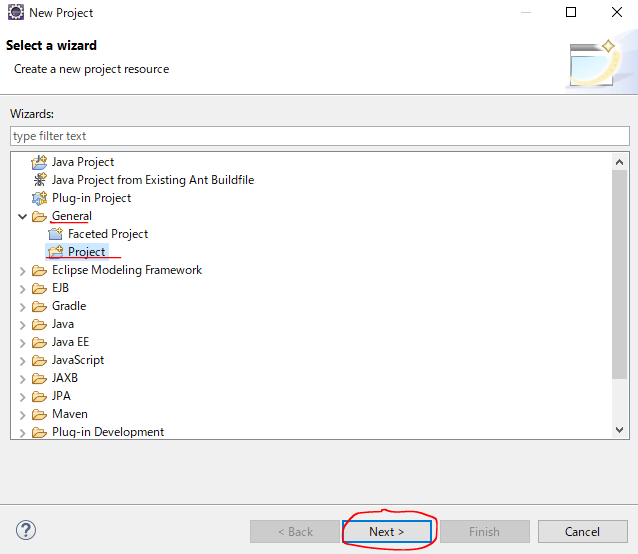 New Project
Select a wizard
Create a new project resource
Wizards:
type filter text
Java Project
Java Project from Existing Ant Buildfile
Plug-in Project
General
Faceted Project
Project
Eclipse Modeling Framework
EJB
Gradle
Java
Java EE
JavaScript
JAXB
JPA
Maven
Plug-in Development
?
< Back
Next >
Finish
Cancel